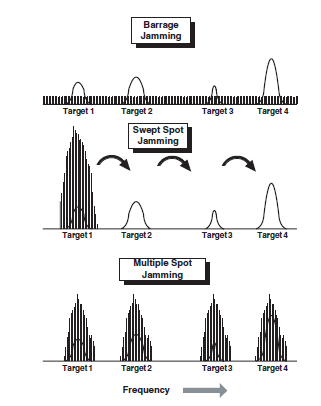 Barrage
Jamming
Target 1 Target 2 Target 3 Target 4
Swept Spot
Jamming
Target 1 Target 2 Target 3 Target 4
Multiple Spot
Jamming
Target 1 Target 2 Target 3 Target 4
Frequency